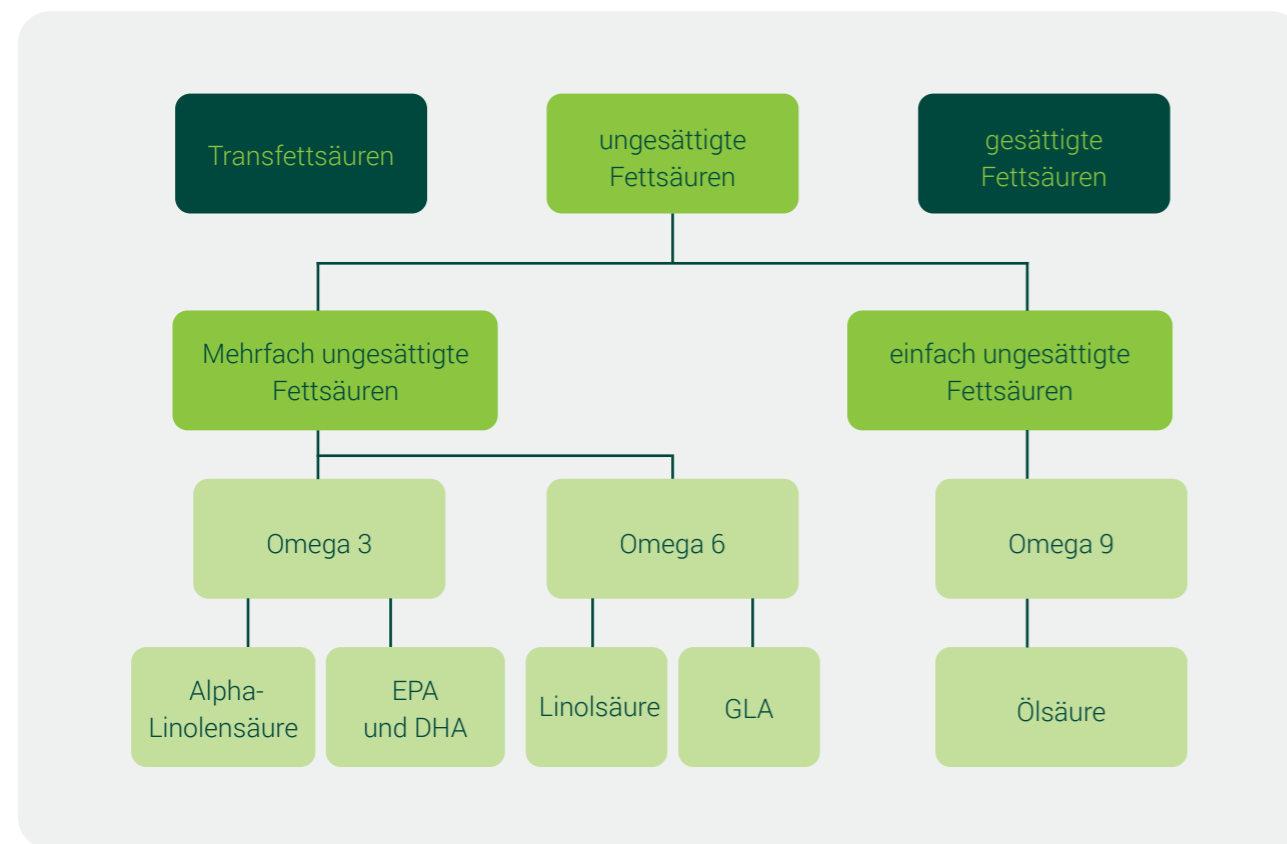 Transfettsäuren
ungesättigte
Fettsäuren
gesättigte
Fettsäuren
Mehrfach ungesättigte
Fettsäuren
einfach ungesättigte
Fettsäuren
Omega 3
Omega 6
Omega 9
Alpha-
Linolensäure
EPA
und DHA
Linolsäure
GLA
Ölsäure